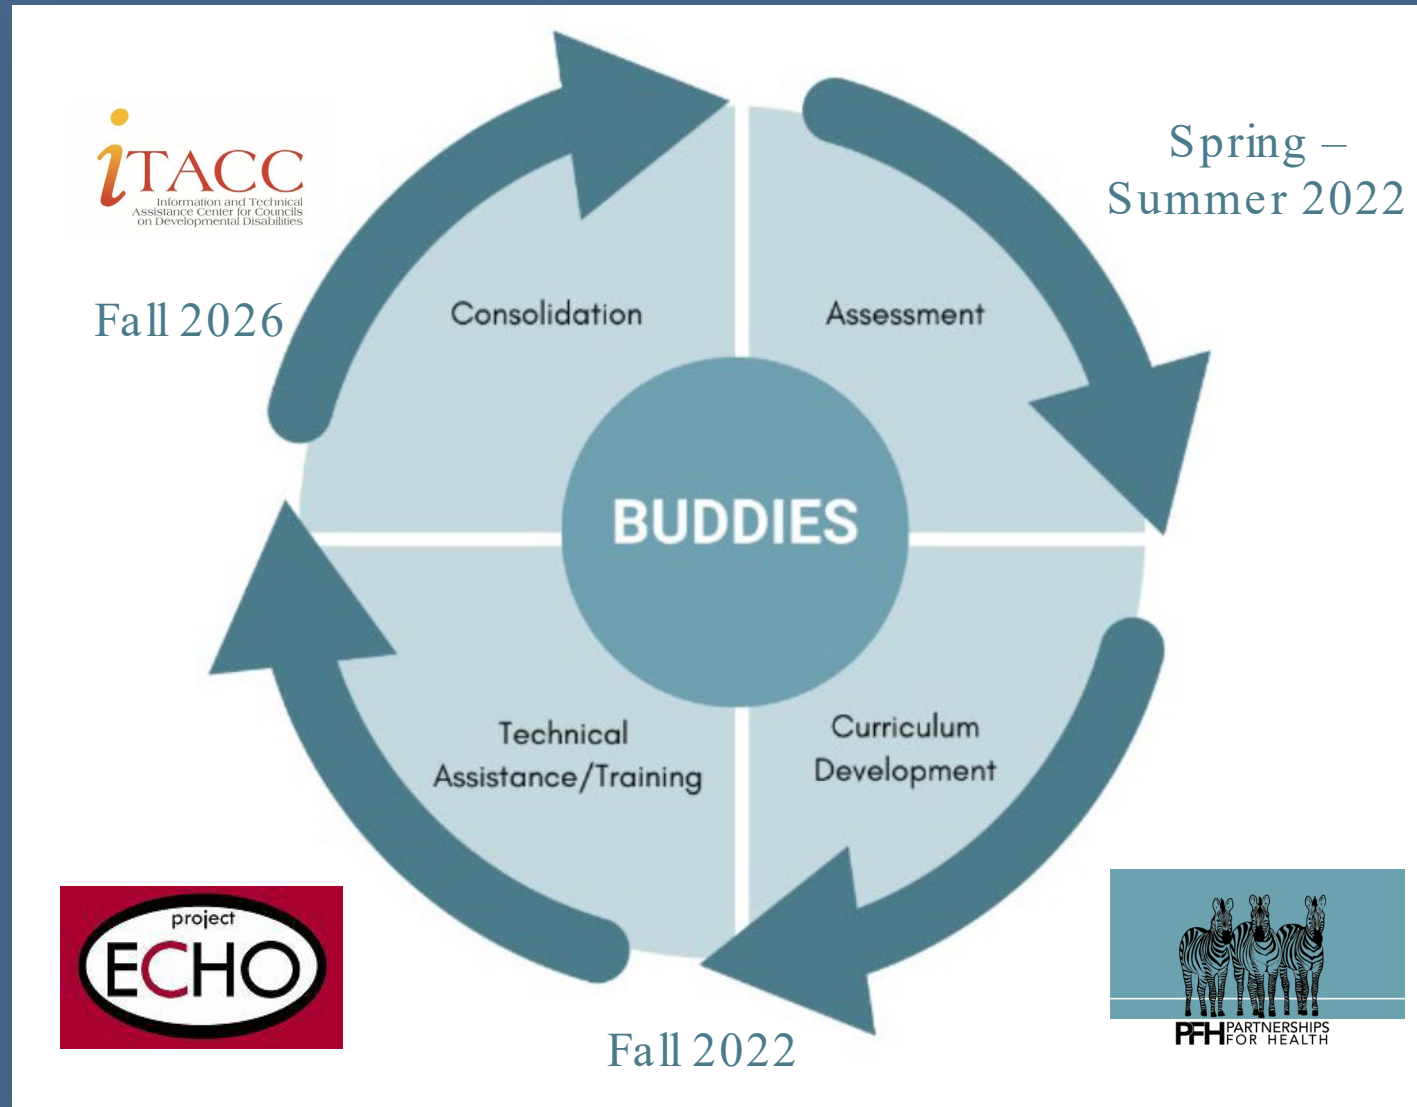 iTACC
Information and Technical
Assistance Center for Councils
on Developmental Disabilities
Spring –
Summer 2022
Fall 2026
Consolidation
Assessment
BUDDIES
Technical
Assistance/Training
Curriculum
Development
project
ECHO
PFH PARTNERSHIPS
FOR HEALTH
Fall 2022